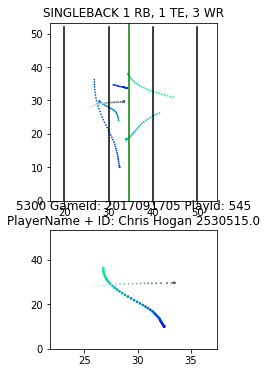 SINGLEBACK 1 RB, 1 TE, 3 WR
50
40
30
20
10
0
20 30 40 50
5300 GameId: 2017091705 PlayId: 545
PlayerName + ID: Chris Hogan 2530515.0
40
20
0
25 30 35